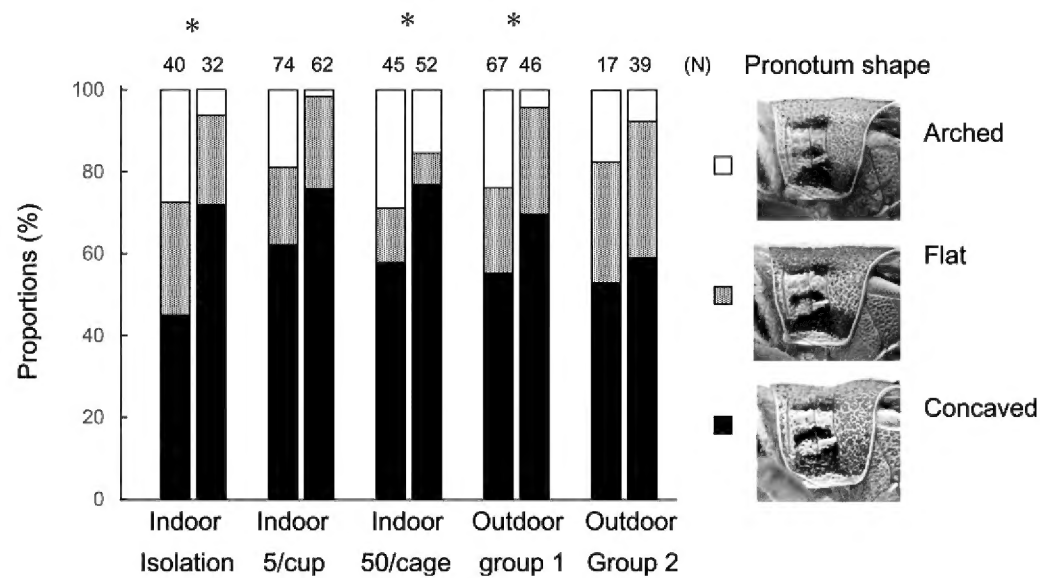 * * *
40 32 74 62 45 52 67 46 17 39 (N) Pronotum shape
100
80
60
40
20
0
Proportions (%)
Arched
Flat
Concaved
Indoor Indoor Indoor Outdoor Outdoor
Isolation 5/cup 50/cage group 1 Group 2